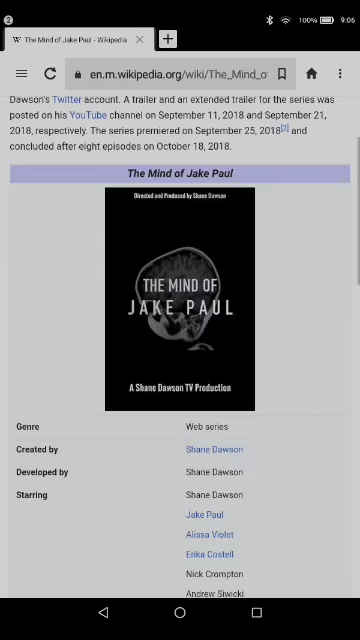 2
100%
9:06
W The Mind of Jake Paul - Wikipedia
en.m.wikipedia.org/wiki/The_Mind_o
Dawson's Twitter account. A trailer and an extended trailer for the series was
posted on his YouTube channel on September 11, 2018 and September 21,
2018, respectively. The series premiered on September 25, 2018[2] and
concluded after eight episodes on October 18, 2018.
The Mind of Jake Paul
Directed and Produced by Shane Dawson
THE MIND OF
JAKE PAUL
A Shane Dawson TV Production
Genre Web series
Created by Shane Dawson
Developed by Shane Dawson
Starring Shane Dawson
Jake Paul
Alissa Violet
Erika Costell
Nick Crompton
Andrew Siwicki